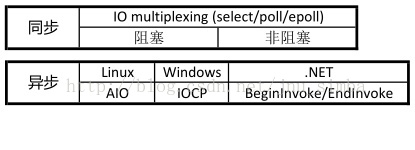 同步
IO multiplexing (select/poll/epoll)
阻塞 非阻塞
异步
Linux Windows .NET
AIO IOCP BeginInvoke/EndInvoke